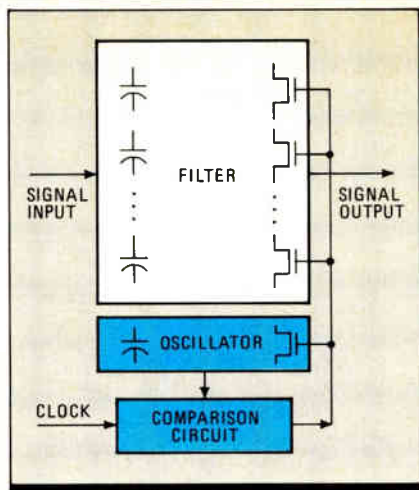 FILTER
SIGNAL
INPUT
SIGNAL
OUTPUT
OSCILLATOR
CLOCK
COMPARISON
CIRCUIT